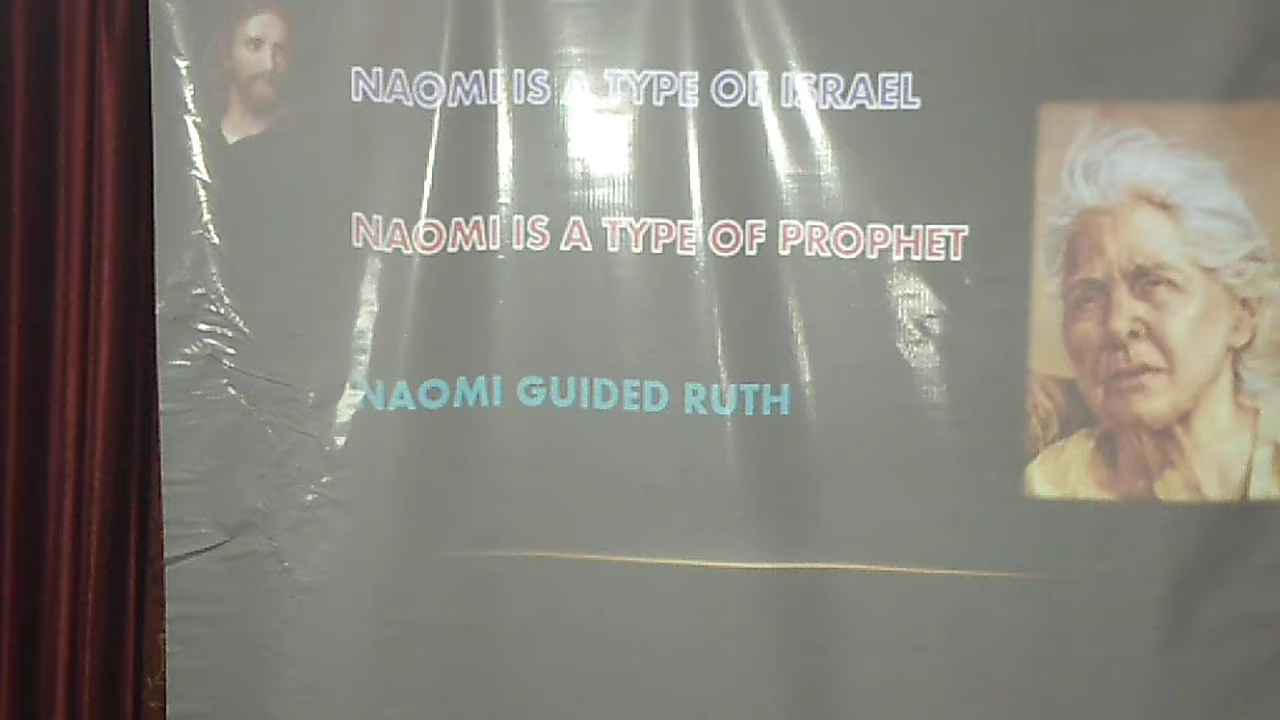 NAOMI IS A TYPE OF ISRAEL
NAOMI IS A TYPE OF PROPHET
NAOMI GUIDED RUTH